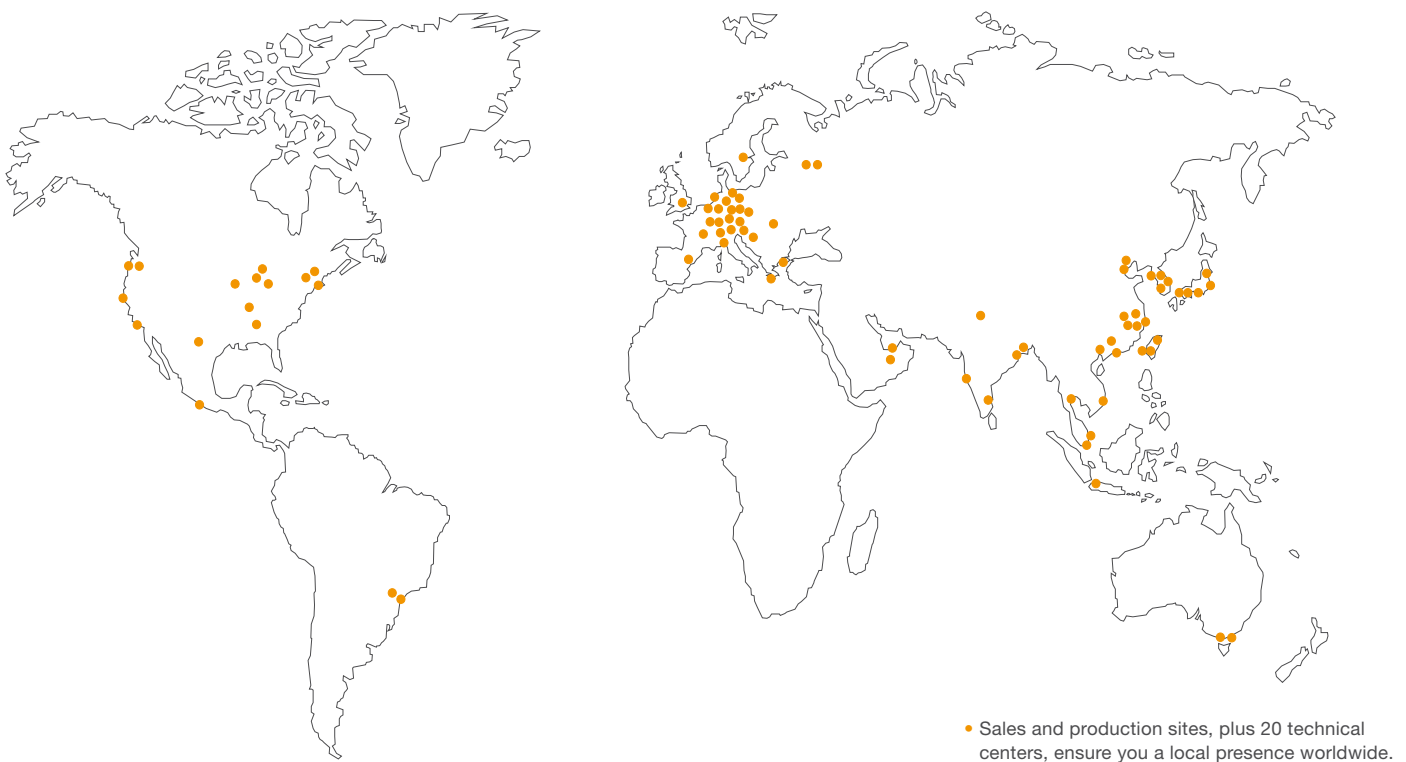 Sales and production sites, plus 20 technical
centers, ensure you a local presence worldwide.